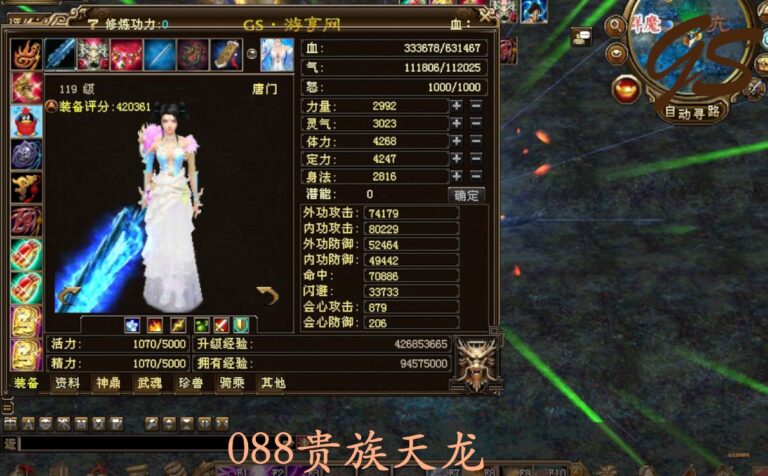 修炼功力:0
GS·游享网
血:
血: 333678/631467
气: 111806/112025
怒: 1000/1000
119 级 唐门
装备评分:420361
力量: 2992
灵气: 3023
体力: 4268
定力: 4247
身法: 2816
潜能: 0
确定
外功攻击: 74179
内功攻击: 80229
外功防御: 52464
内功防御: 49442
命中: 70886
闪避: 33733
会心攻击: 879
会心防御: 206
活力: 1070/5000 升级经验: 426853665
精力: 1070/5000 拥有经验: 94575000
装备 资料 神鼎 武魂 珍兽 骑乘 其他
自动寻路
GS
近
088贵族天龙